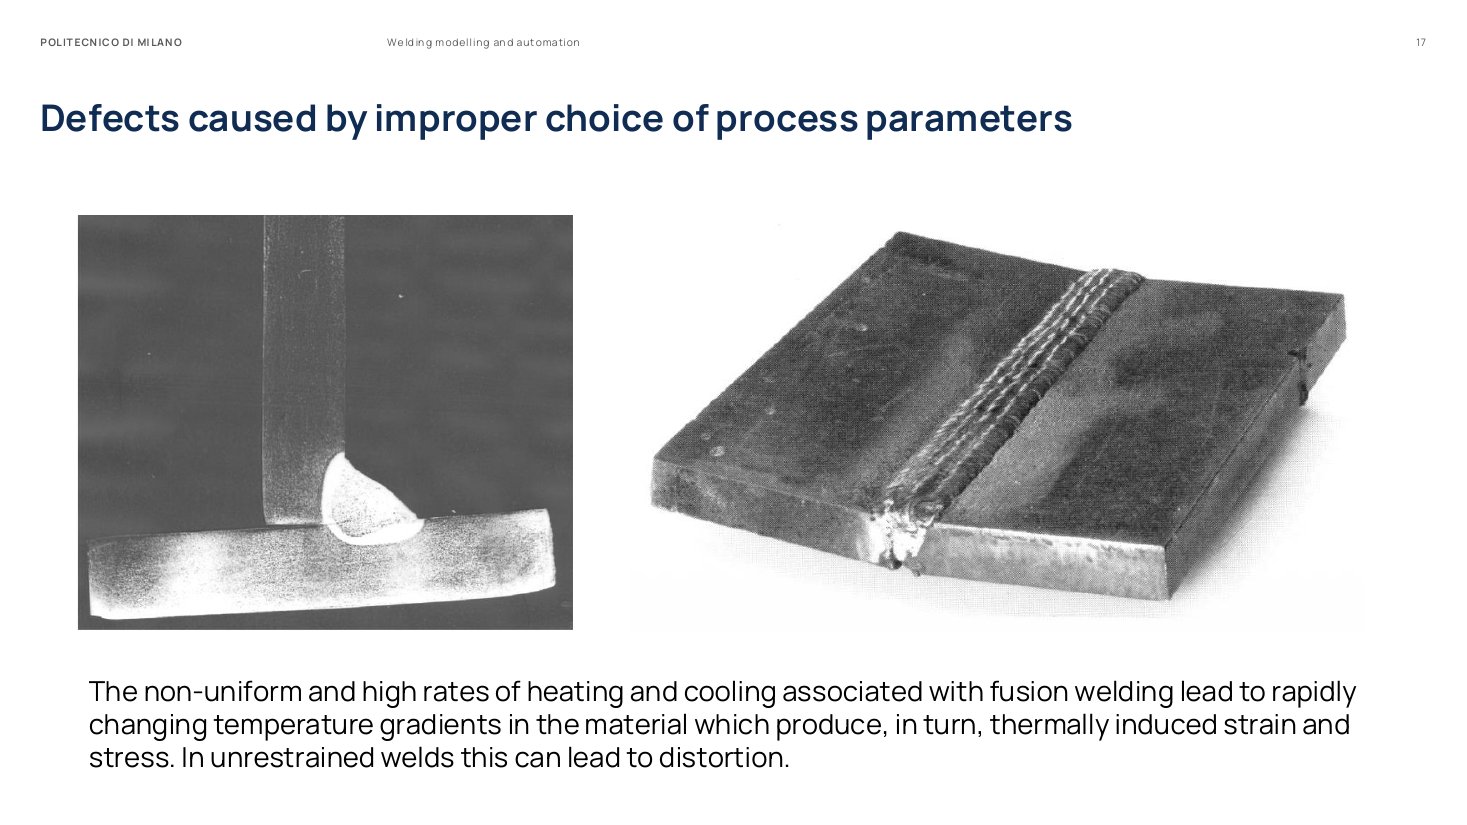 POLITECNICO DI MILANO
Welding modelling and automation
17
Defects caused by improper choice of process parameters
The non-uniform and high rates of heating and cooling associated with fusion welding lead to rapidly
changing temperature gradients in the material which produce, in turn, thermally induced strain and
stress. In unrestrained welds this can lead to distortion.